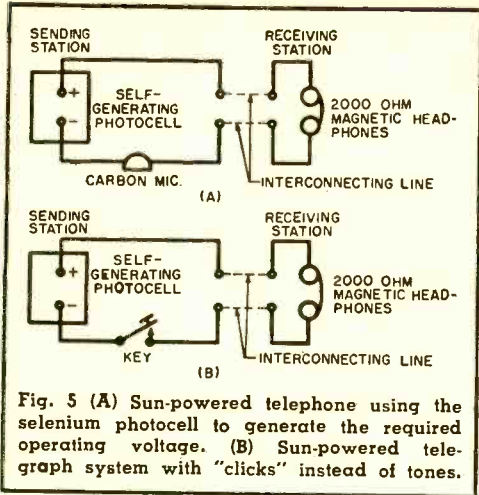 SENDING
STATION
RECEIVING
STATION
+
-
SELF-
GENERATING
PHOTOCELL
2000 OHM
MAGNETIC HEAD-
PHONES
CARBON MIC.
INTERCONNECTING LINE
(A)
SENDING
STATION
RECEIVING
STATION
+
-
SELF-
GENERATING
PHOTOCELL
2000 OHM
MAGNETIC HEAD-
PHONES
KEY
INTERCONNECTING LINE
(B)
Fig. 5 (A) Sun-powered telephone using the
selenium photocell to generate the required
operating voltage. (B) Sun-powered tele-
graph system with "clicks" instead of tones.